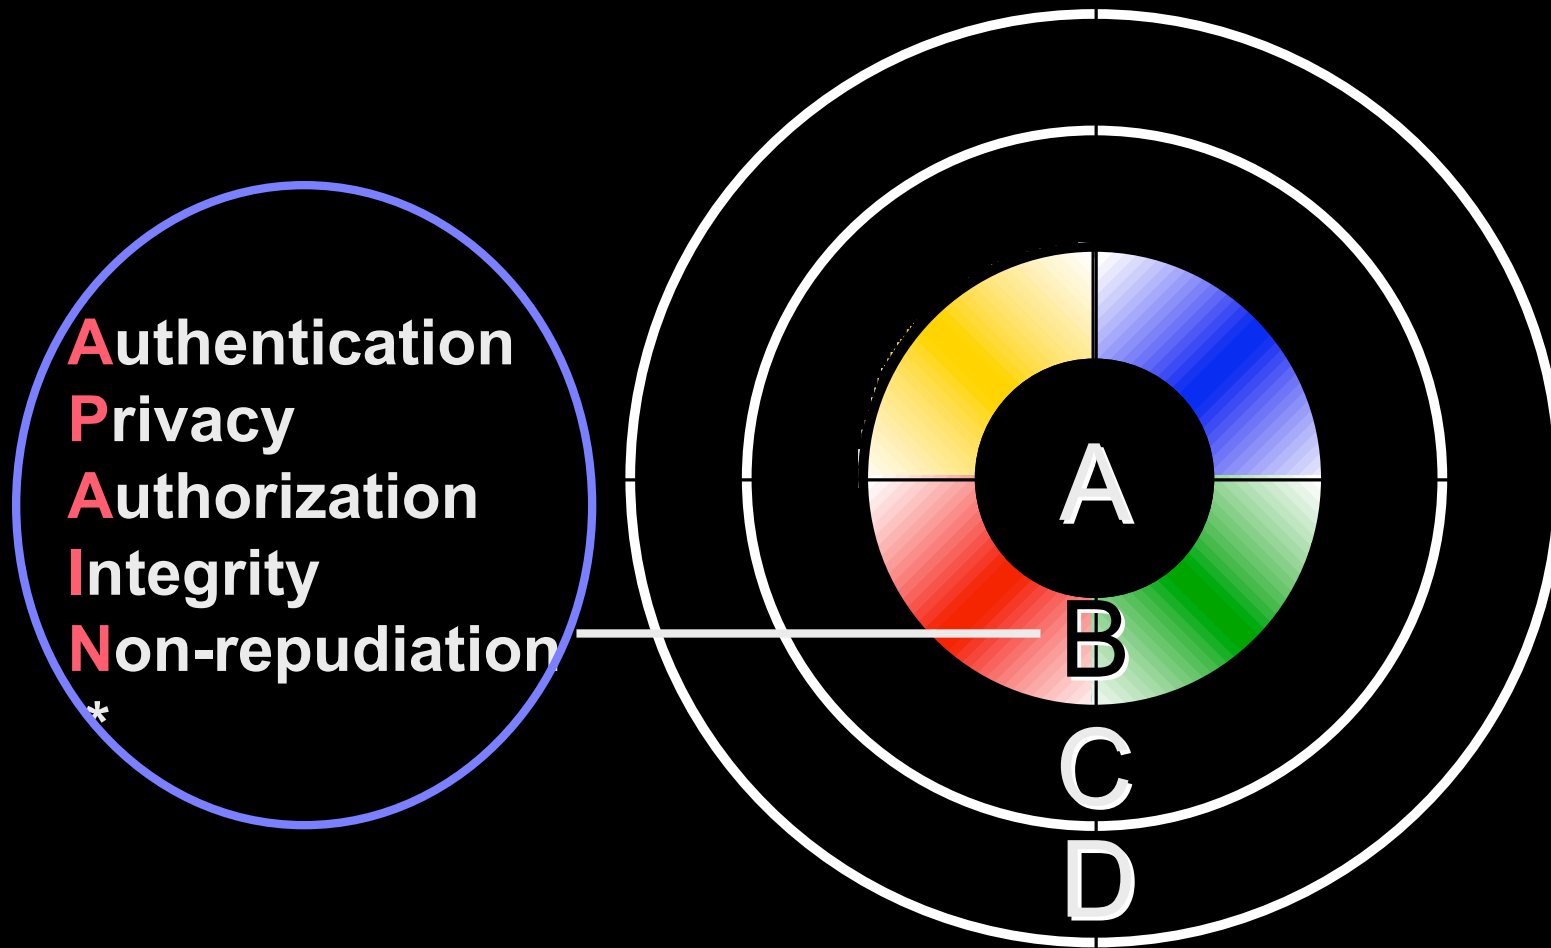 Authentication
Privacy
Authorization
Integrity
Non-repudiation
*
A
B
C
D